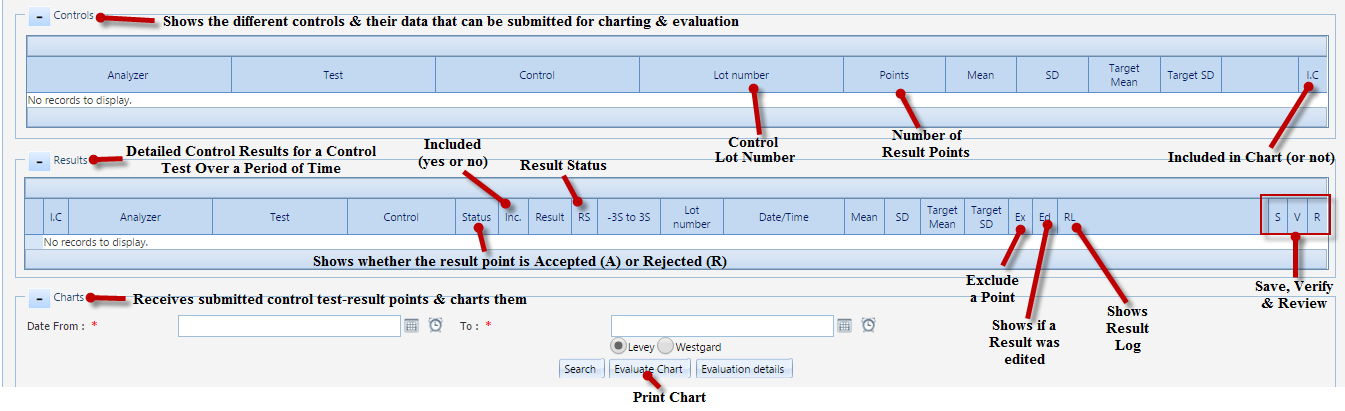 Controls
Shows the different controls & their data that can be submitted for charting & evaluation
Analyzer Test Control Lot number Points Mean SD Target Mean Target SD I.C
No records to display.
Control
Lot Number
Number of
Result Points
Included in Chart (or not)
Included
(yes or no)
Result Status
Results
Detailed Control Results for a Control
Test Over a Period of Time
I.C Analyzer Test Control Status Inc. Result RS -3S to 3S Lot number Date/Time Mean SD Target Mean Target SD Ex Ed RL S V R
No records to display.
Shows whether the result point is Accepted (A) or Rejected (R)
Exclude
a Point
Shows if a
Result was
edited
Shows
Result
Log
Save, Verify
& Review
Charts
Receives submitted control test-result points & charts them
Date From : * To : *
Levey Westgard
Search Evaluate Chart Evaluation details
Print Chart